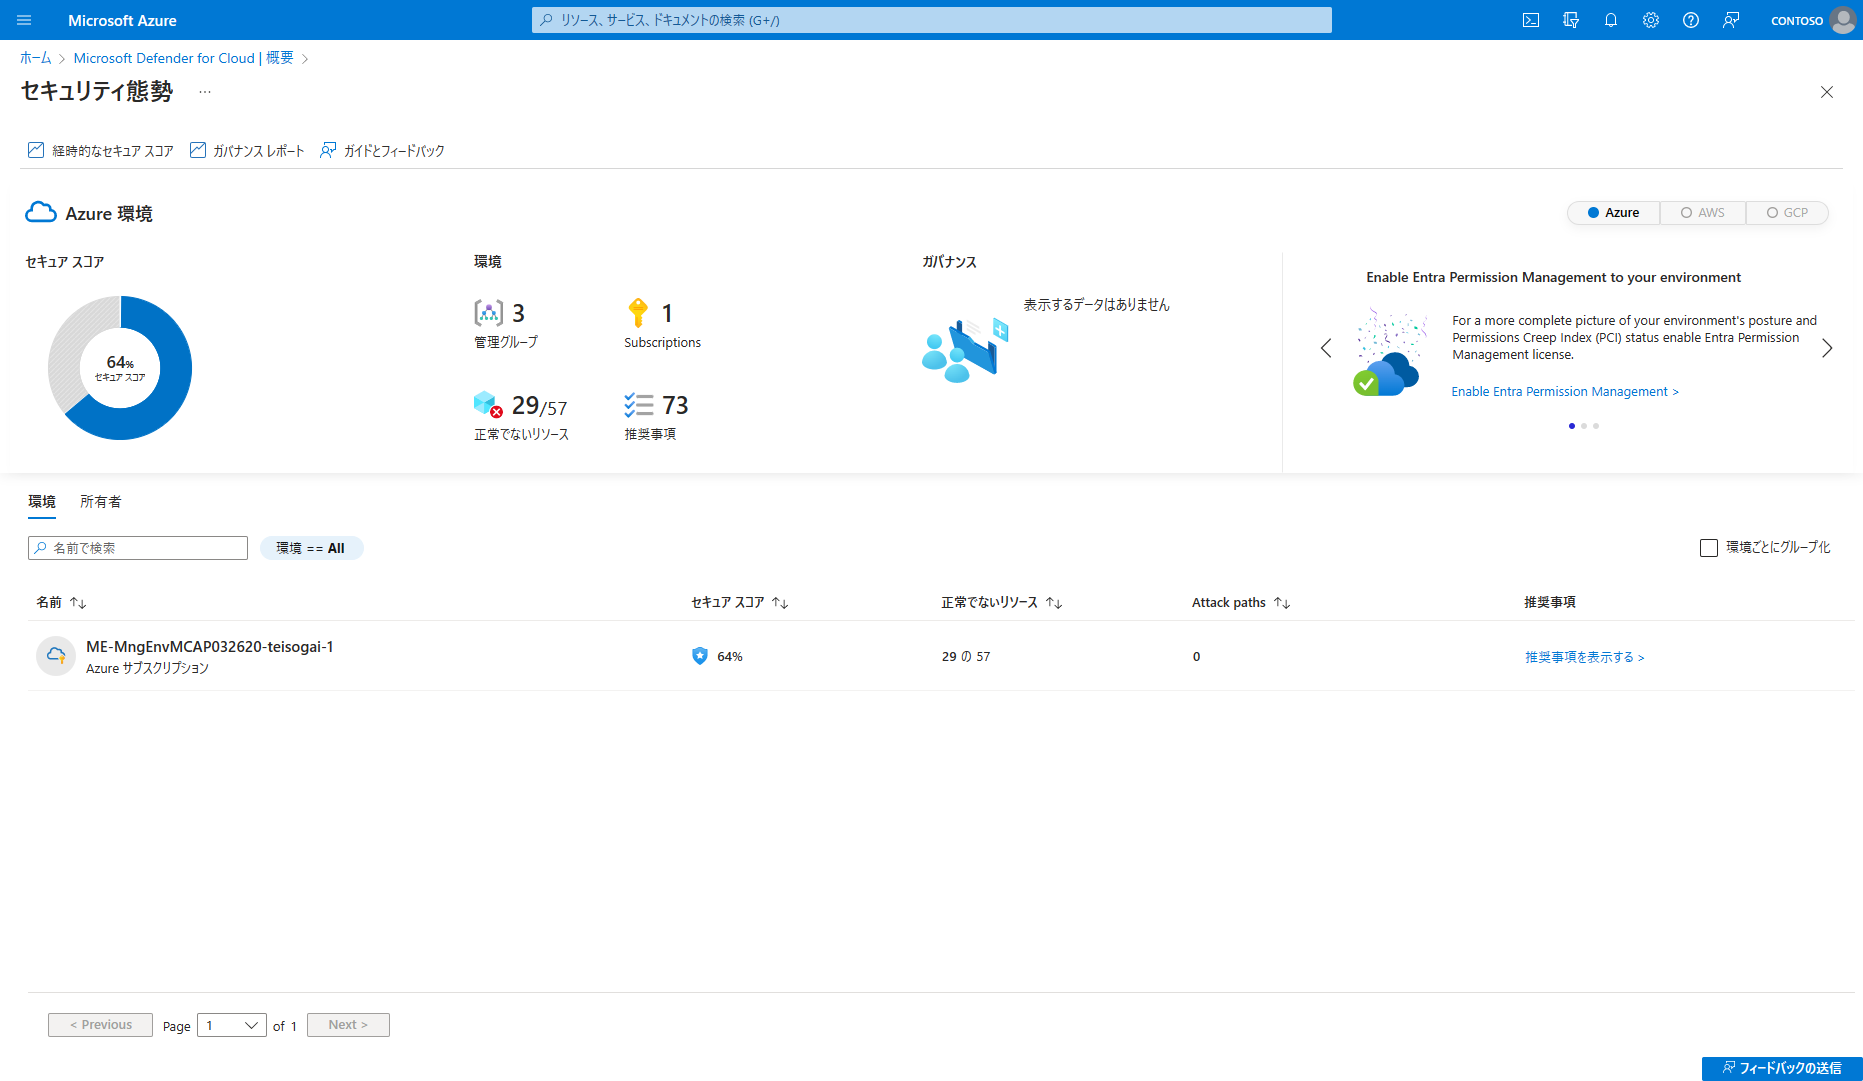 Microsoft Azure
リソース、サービス、ドキュメントの検索 (G+/)
CONTOSO
ホーム > Microsoft Defender for Cloud | 概要 >
セキュリティ態勢 ...
経時的なセキュア スコア
ガバナンス レポート
ガイドとフィードバック
Azure 環境
Azure
AWS
GCP
セキュア スコア
64%
セキュア スコア
環境
3
管理グループ
1
Subscriptions
29/57
正常でないリソース
73
推奨事項
ガバナンス
表示するデータはありません
Enable Entra Permission Management to your environment
For a more complete picture of your environment's posture and
Permissions Creep Index (PCI) status enable Entra Permission
Management license.
Enable Entra Permission Management >
環境 所有者
名前で検索
環境 == All
環境ごとにグループ化
名前 ↑↓ セキュア スコア ↑↓ 正常でないリソース ↑↓ Attack paths ↑↓ 推奨事項
ME-MngEnvMCAP032620-teisogai-1
Azure サブスクリプション
64%
29 の 57
0
推奨事項を表示する >
< Previous Page 1 of 1 Next >
フィードバックの送信